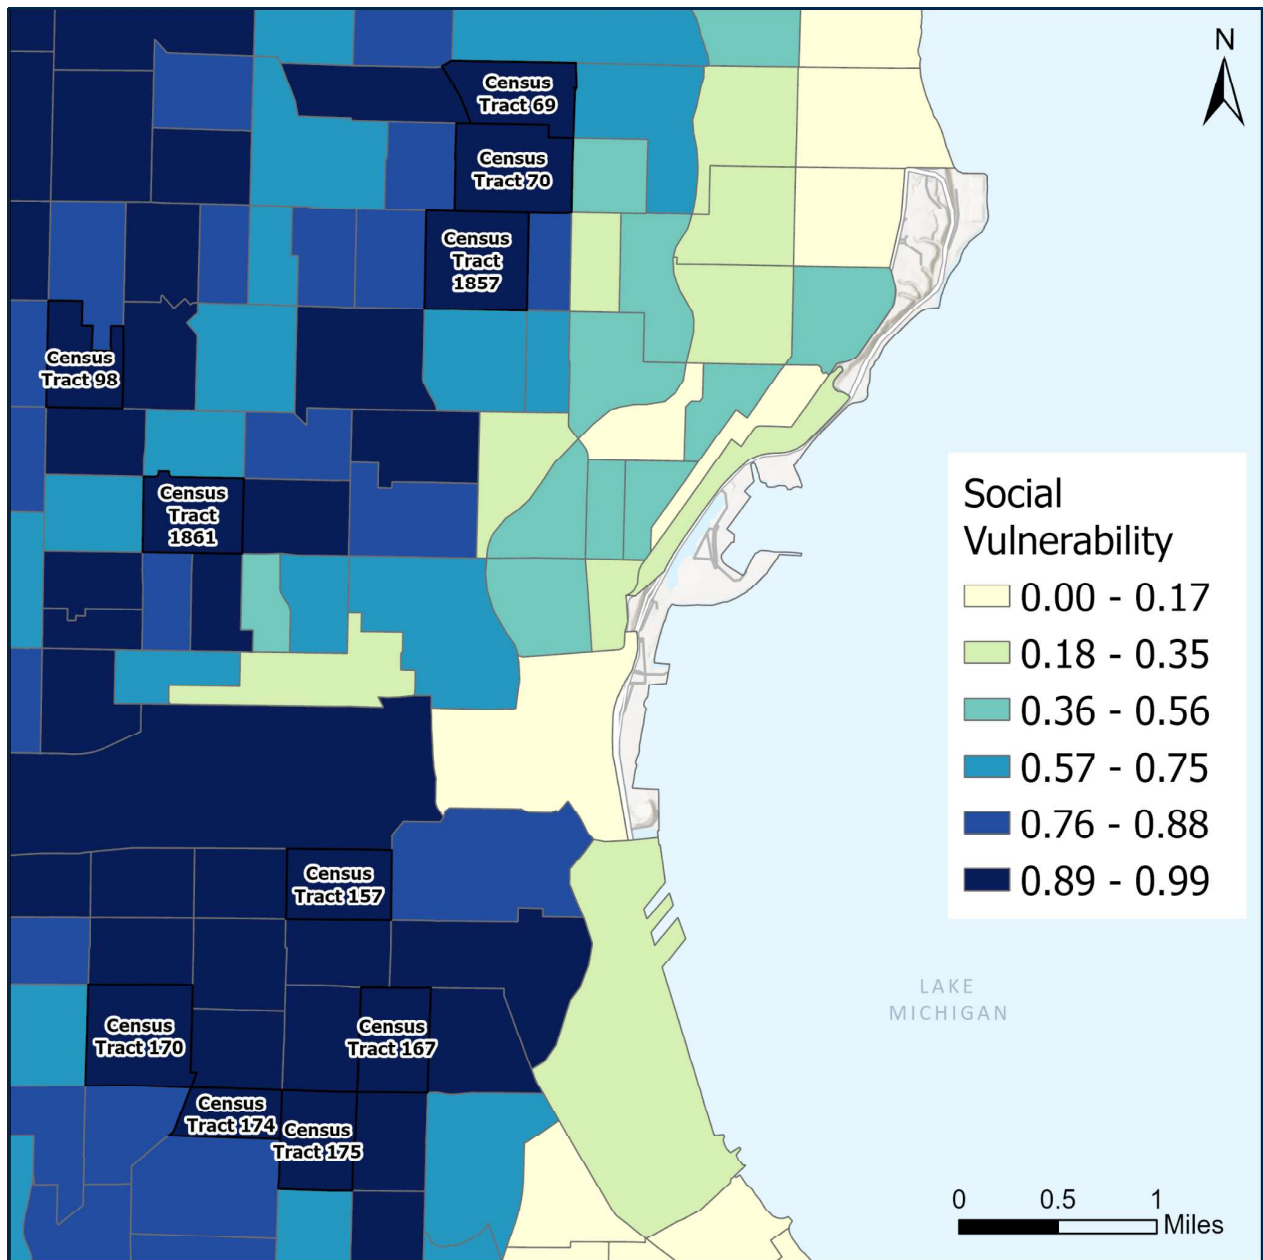 N
Census
Tract 69
Census
Tract 70
Census
Tract
1857
Census
Tract 98
Census
Tract
1861
Social
Vulnerability
0.00 - 0.17
0.18 - 0.35
0.36 - 0.56
0.57 - 0.75
0.76 - 0.88
0.89 - 0.99
Census
Tract 157
LAKE
MICHIGAN
Census
Tract 170
Census
Tract 167
Census
Tract 174
Census
Tract 175
0 0.5 1
Miles